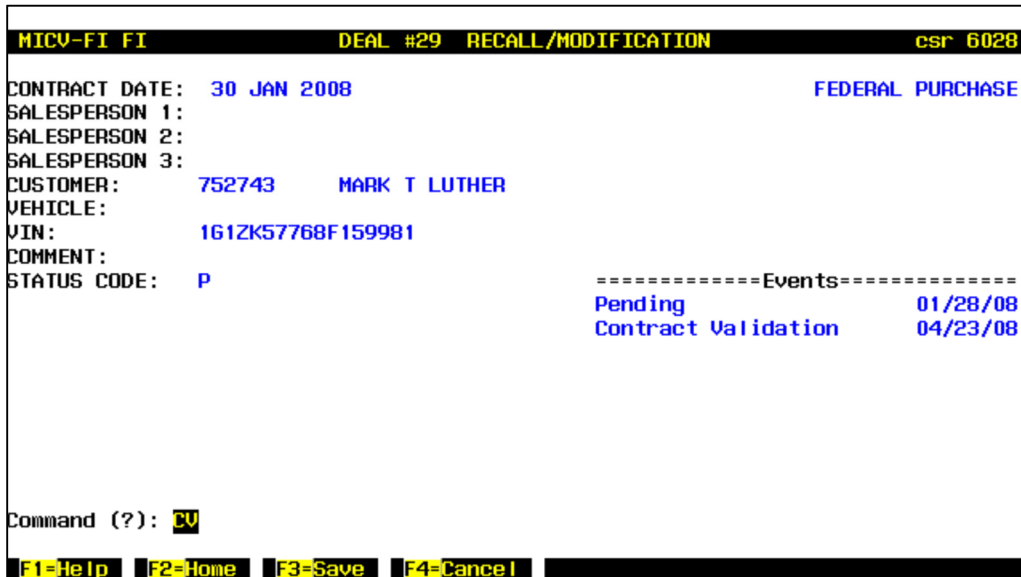 MICV-FI FI DEAL #29 RECALL/MODIFICATION csr 6028
CONTRACT DATE: 30 JAN 2008 FEDERAL PURCHASE
SALESPERSON 1:
SALESPERSON 2:
SALESPERSON 3:
CUSTOMER: 752743 MARK T LUTHER
VEHICLE:
VIN: 1G1ZK57768F159981
COMMENT:
STATUS CODE: P =============Events==============
Pending 01/28/08
Contract Validation 04/23/08
Command (?): CV
F1=Help F2=Home F3=Save F4=Cancel